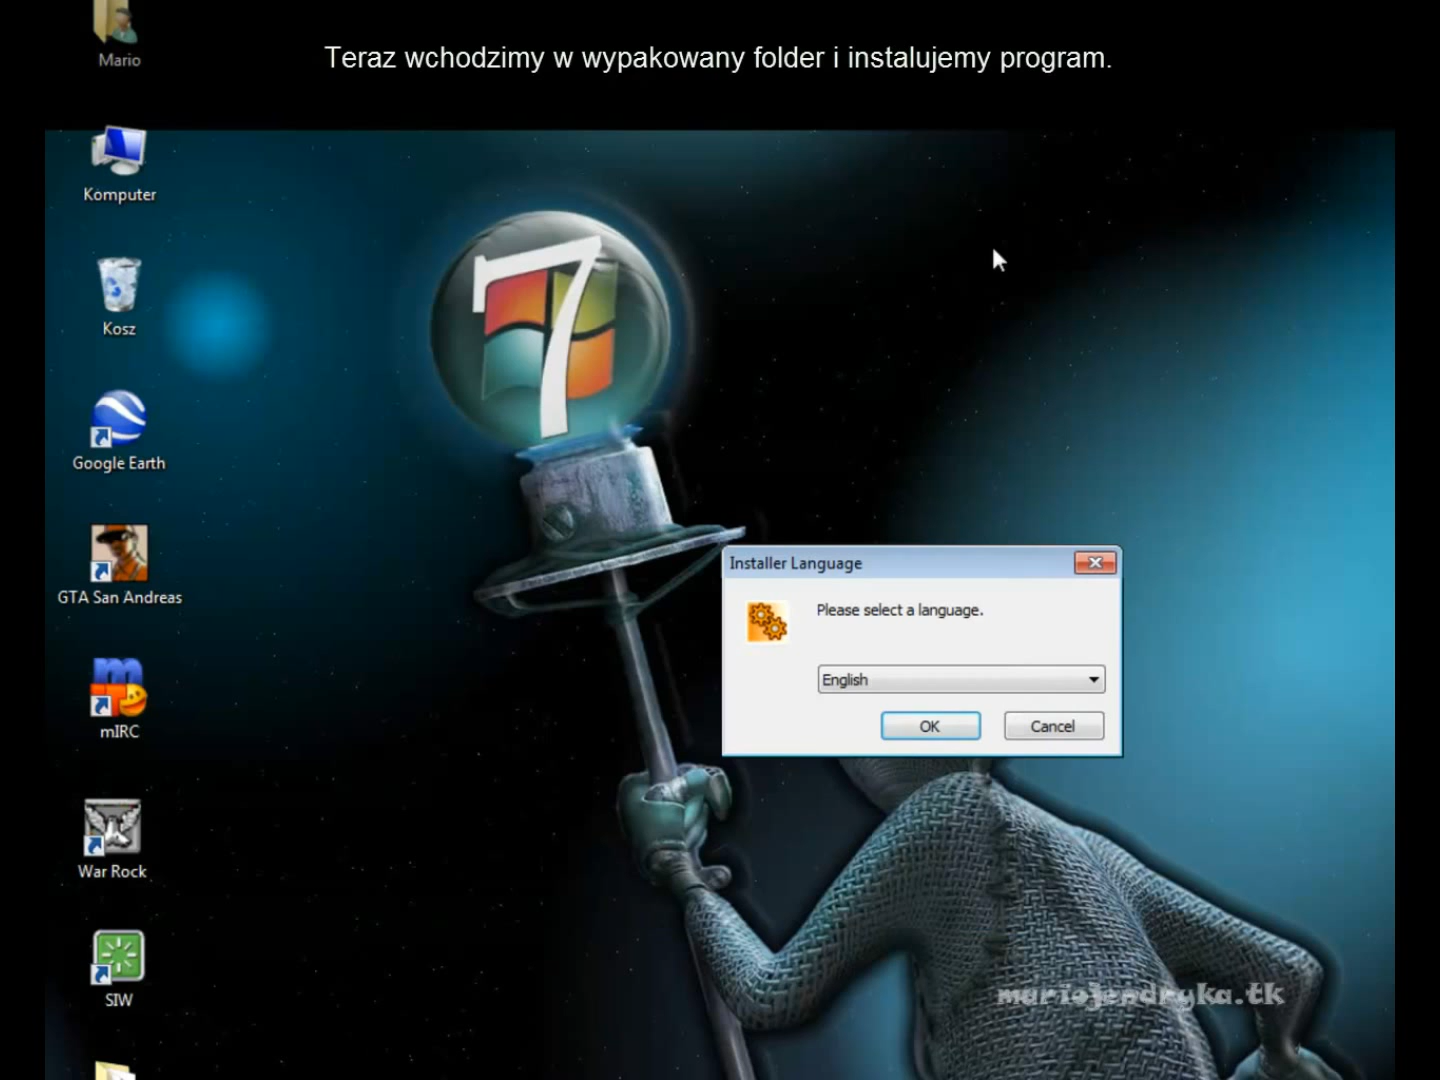 Mario
Teraz wchodzimy w wypakowany folder i instalujemy program.
Komputer
Kosz
Google Earth
GTA San Andreas
mIRC
War Rock
SIW
7
Installer Language
Please select a language.
English
OK
Cancel
mariojendryka.tk